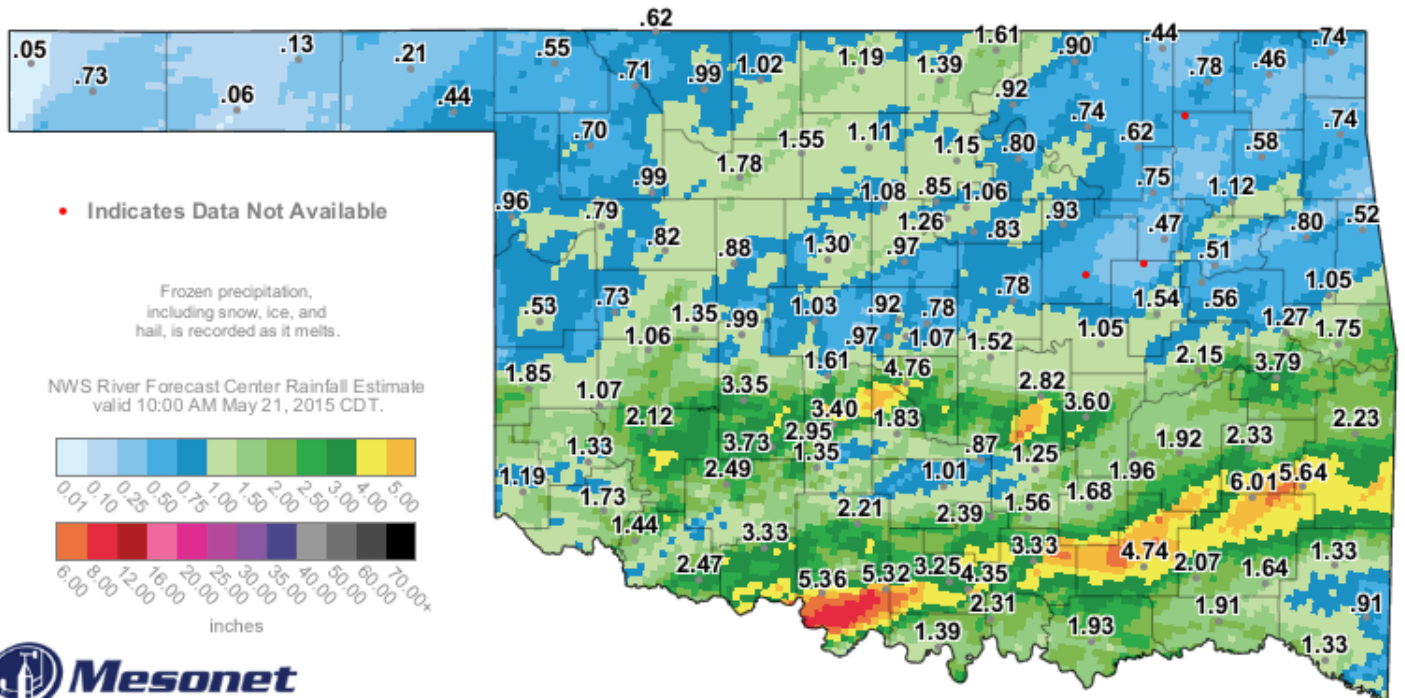 .62
.05 .13 .21 .55 1.61 .90 .44 .74
.73 .71 .99 1.02 1.19 1.39 .78 .46
.06 .44 .92
.70 1.55 1.11 1.15 .80 .74 .62 .58 .74
1.78
.99 1.08 .85 1.06 .75 1.12
.96 .79 1.26 .83 .93 .47 .80 .52
• Indicates Data Not Available
.82 .88 1.30 .97 .51
.78 1.05
Frozen precipitation,
including snow, ice, and
hail, is recorded as it melts.
.53 .73 1.35 .99 1.03 .92 .78 1.54 .56 1.27
1.06 .97 1.07 1.52 1.05 1.75
1.61 4.76 2.15 3.79
NWS River Forecast Center Rainfall Estimate
valid 10:00 AM May 21, 2015 CDT.
1.85 1.07 3.35 2.82
2.12 3.40 1.83 3.60 2.23
1.33 3.73 2.95 .87 1.92 2.33
1.35 1.25
1.19 2.49 1.01 1.96 6.01 5.64
0.01 0.10 0.25 0.50 0.75 1.00 1.50 2.00 2.50 3.00 4.00 5.00
1.73 2.21 2.39 1.56 1.68
1.44 3.33 3.33
2.47 5.36 5.32 3.25 4.35 4.74 2.07 1.64 1.33
6.00 8.00 12.00 16.00 20.00 25.00 30.00 35.00 40.00 50.00 60.00 70.00+
inches
1.39 2.31 1.93 1.91 .91
1.33
Mesonet